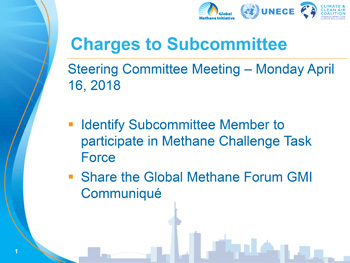 Global
Methane Initiative
UNECE
CLIMATE &
CLEAN AIR
COALITION
Charges to Subcommittee
Steering Committee Meeting – Monday April
16, 2018
Identify Subcommittee Member to
participate in Methane Challenge Task
Force
Share the Global Methane Forum GMI
Communiqué
1